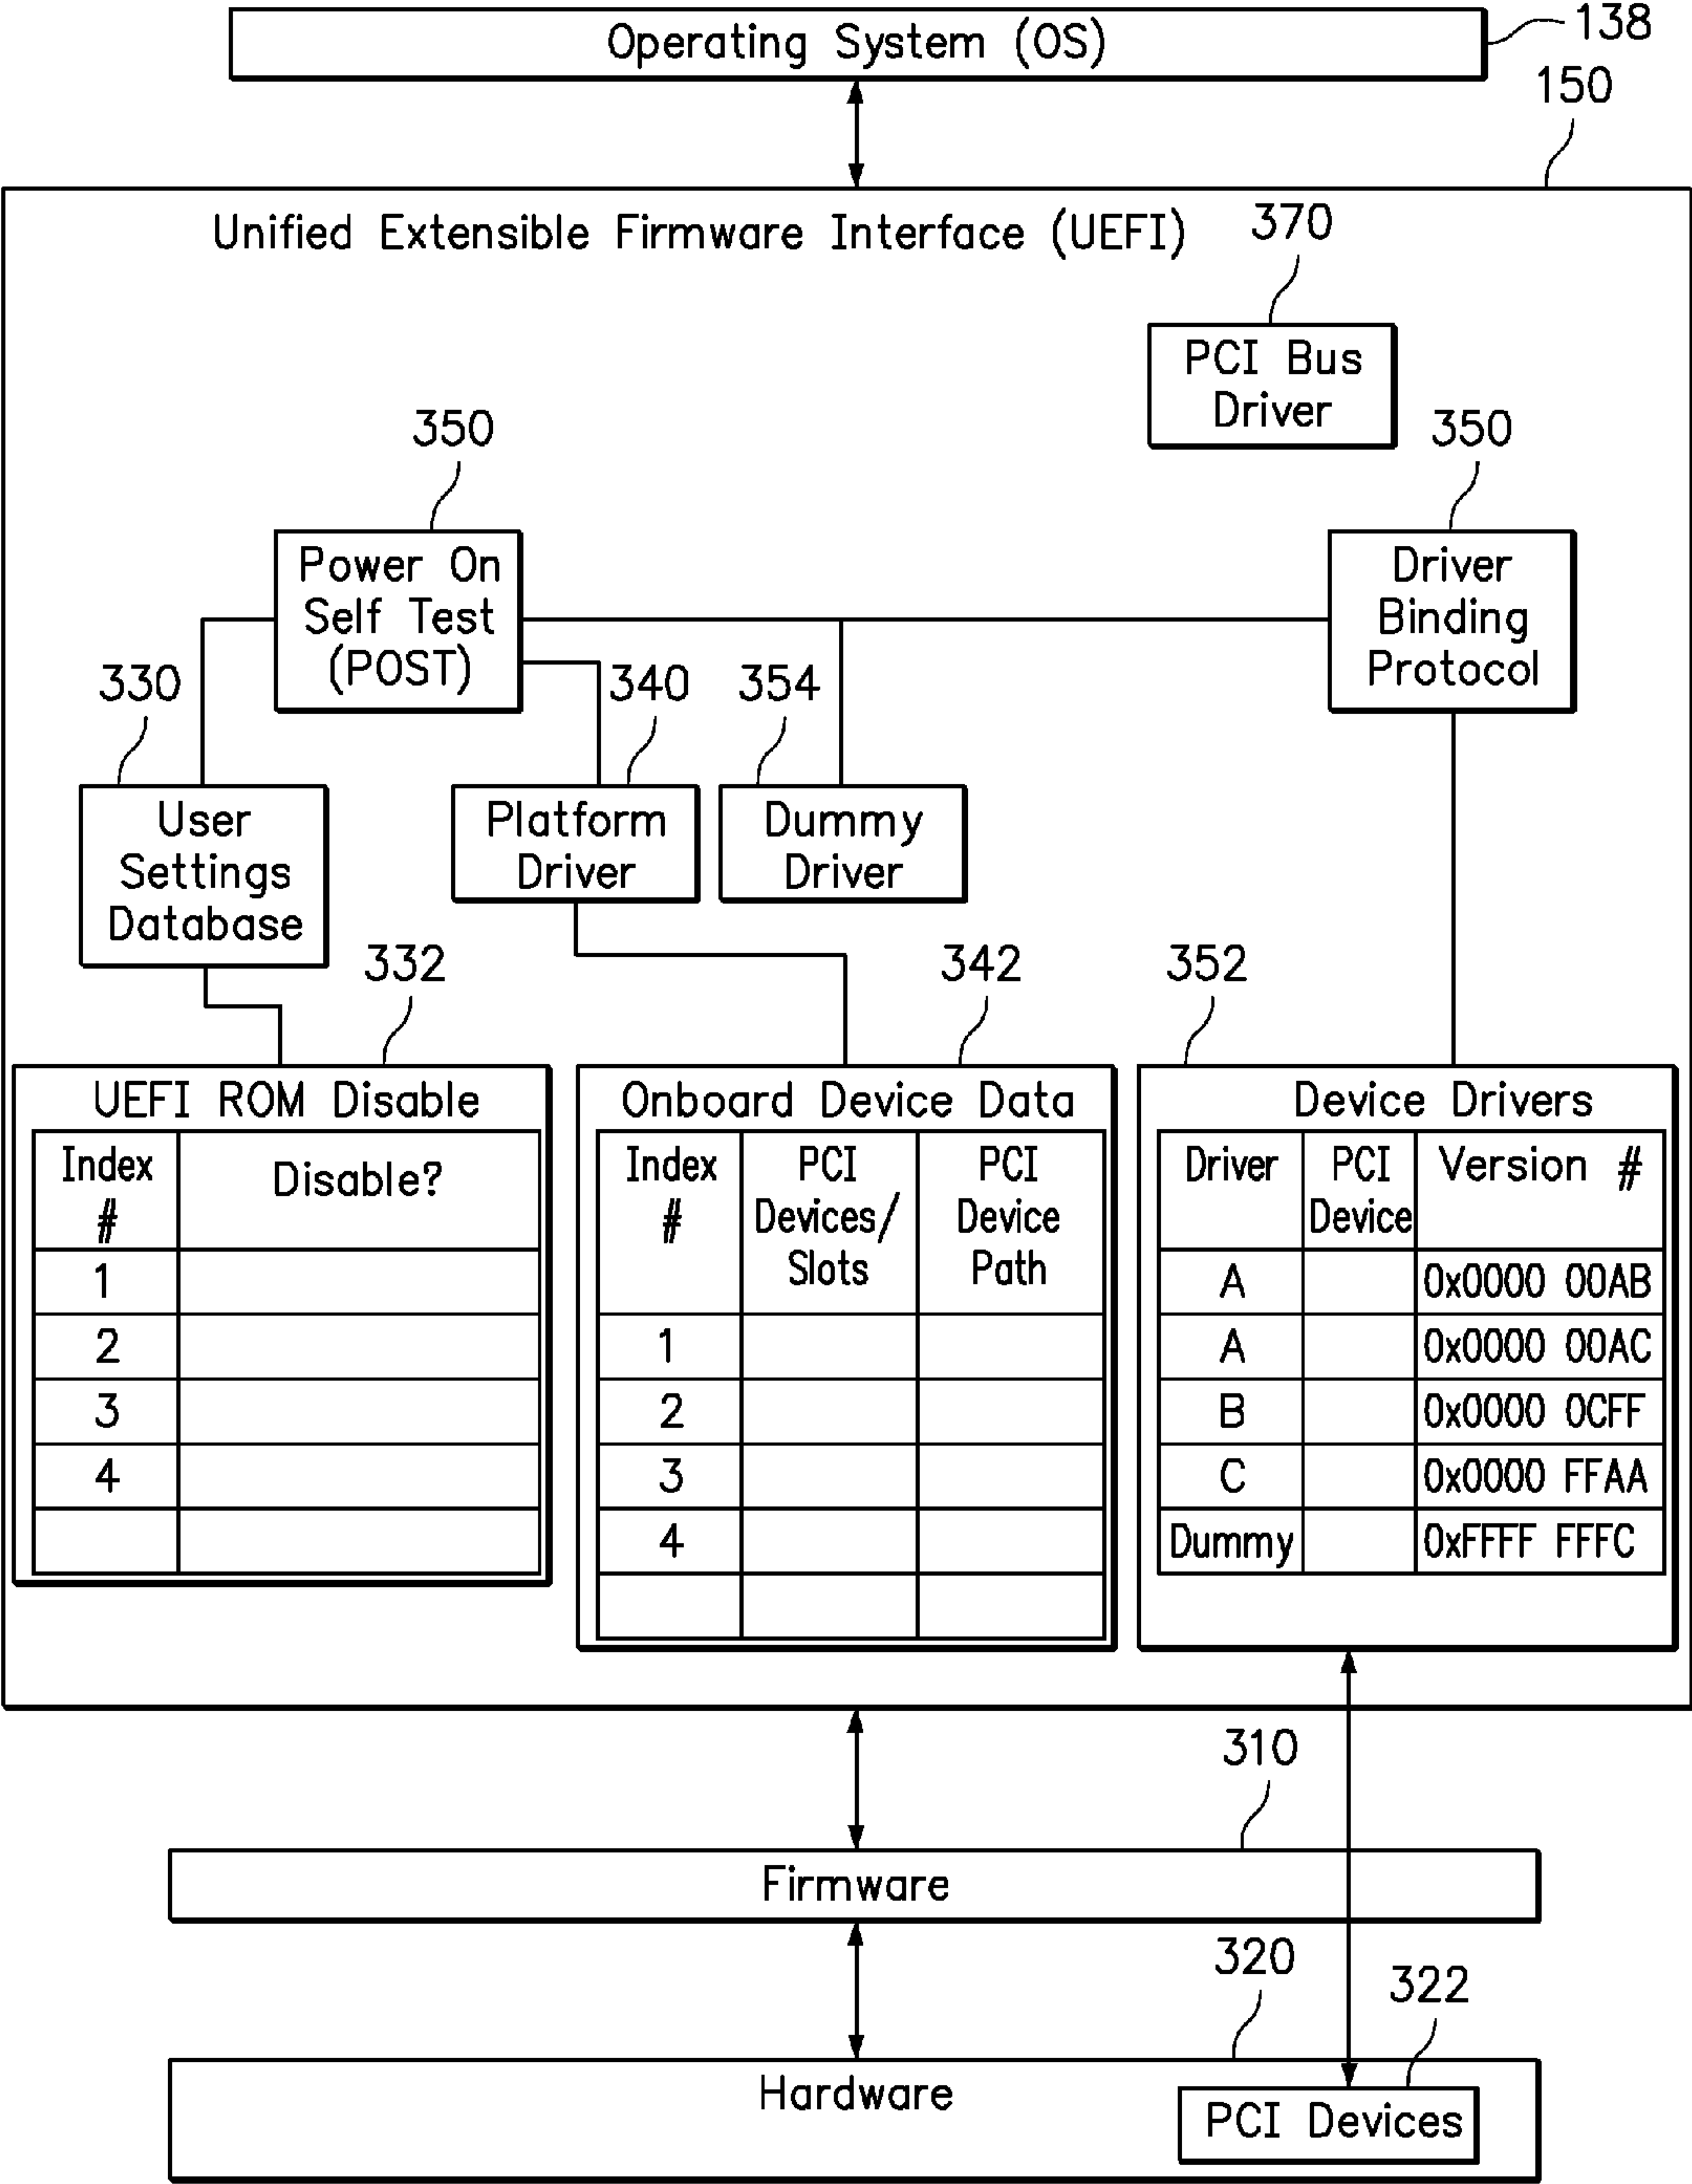 Operating System (OS)
138
150
Unified Extensible Firmware Interface (UEFI)
370
PCI Bus
Driver
350
350
Power On
Self Test
(POST)
Driver
Binding
Protocol
330
340
354
User
Settings
Database
Platform
Driver
Dummy
Driver
332
342
352
UEFI ROM Disable
Index
#
Disable?
1
2
3
4
Onboard Device Data
Index
#
PCI
Devices/
Slots
PCI
Device
Path
1
2
3
4
Device Drivers
Driver
PCI
Device
Version #
A 0x0000 00AB
A 0x0000 00AC
B 0x0000 0CFF
C 0x0000 FFAA
Dummy 0xFFFF FFFC
310
Firmware
320
322
Hardware
PCI Devices